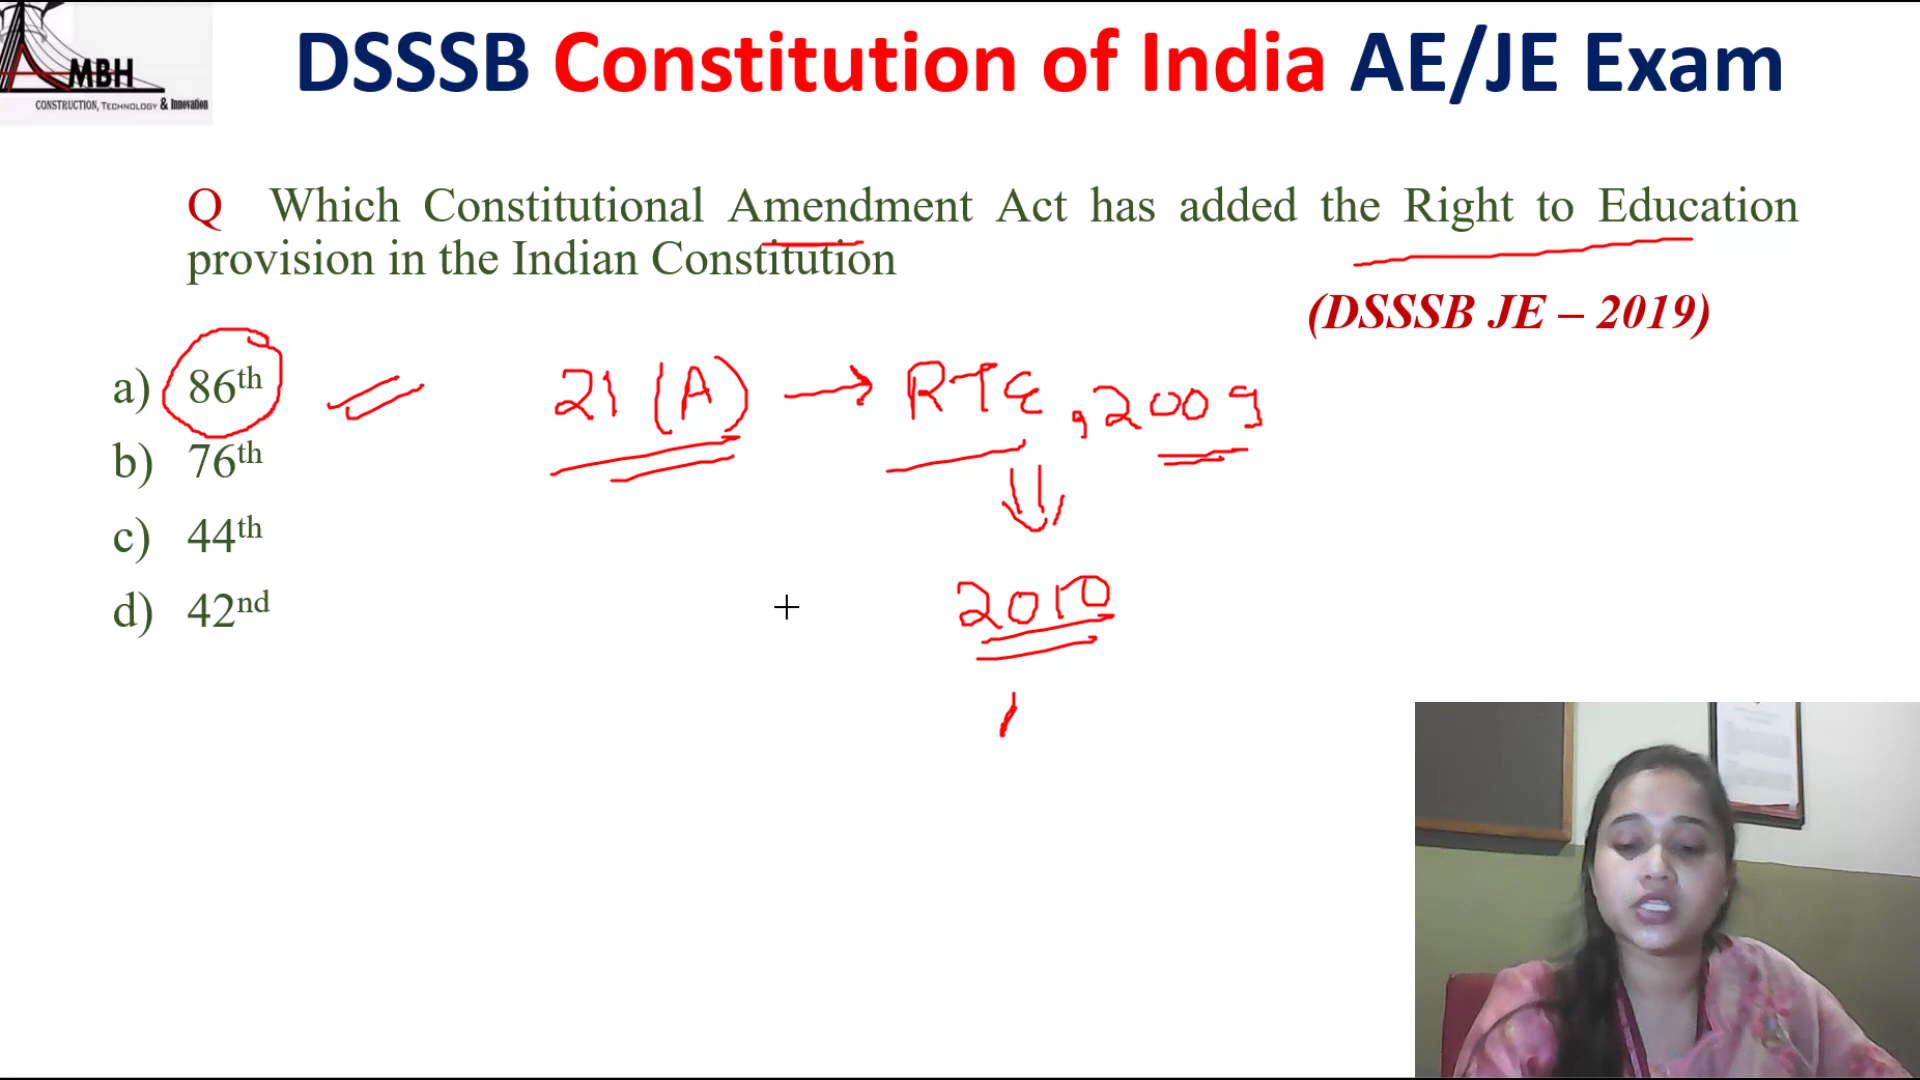 MBH
CONSTRUCTION, TECHNOLOGY & Innovation
DSSSB Constitution of India AE/JE Exam
Q Which Constitutional Amendment Act has added the Right to Education
provision in the Indian Constitution
(DSSSB JE – 2019)
a) 86th
21 (A) → RTE, 2009
b) 76th
c) 44th
d) 42nd
2010